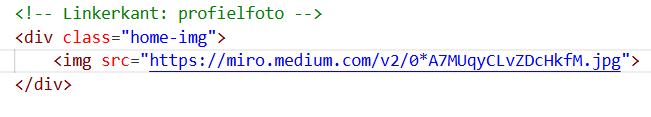 <!-- Linkerkant: profielfoto -->
<div class="home-img">
    <img src="https://miro.medium.com/v2/0*A7MUqyCLvZDcHkfM.jpg">
</div>